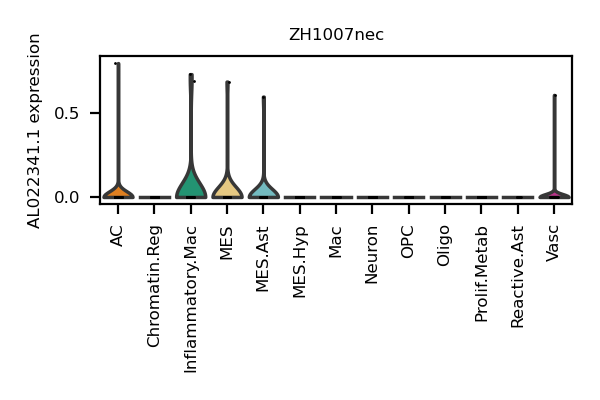 ZH1007nec
AL022341.1 expression
0.5
0.0
AC
Chromatin.Reg
Inflammatory.Mac
MES
MES.Ast
MES.Hyp
Mac
Neuron
OPC
Oligo
Prolif.Metab
Reactive.Ast
Vasc